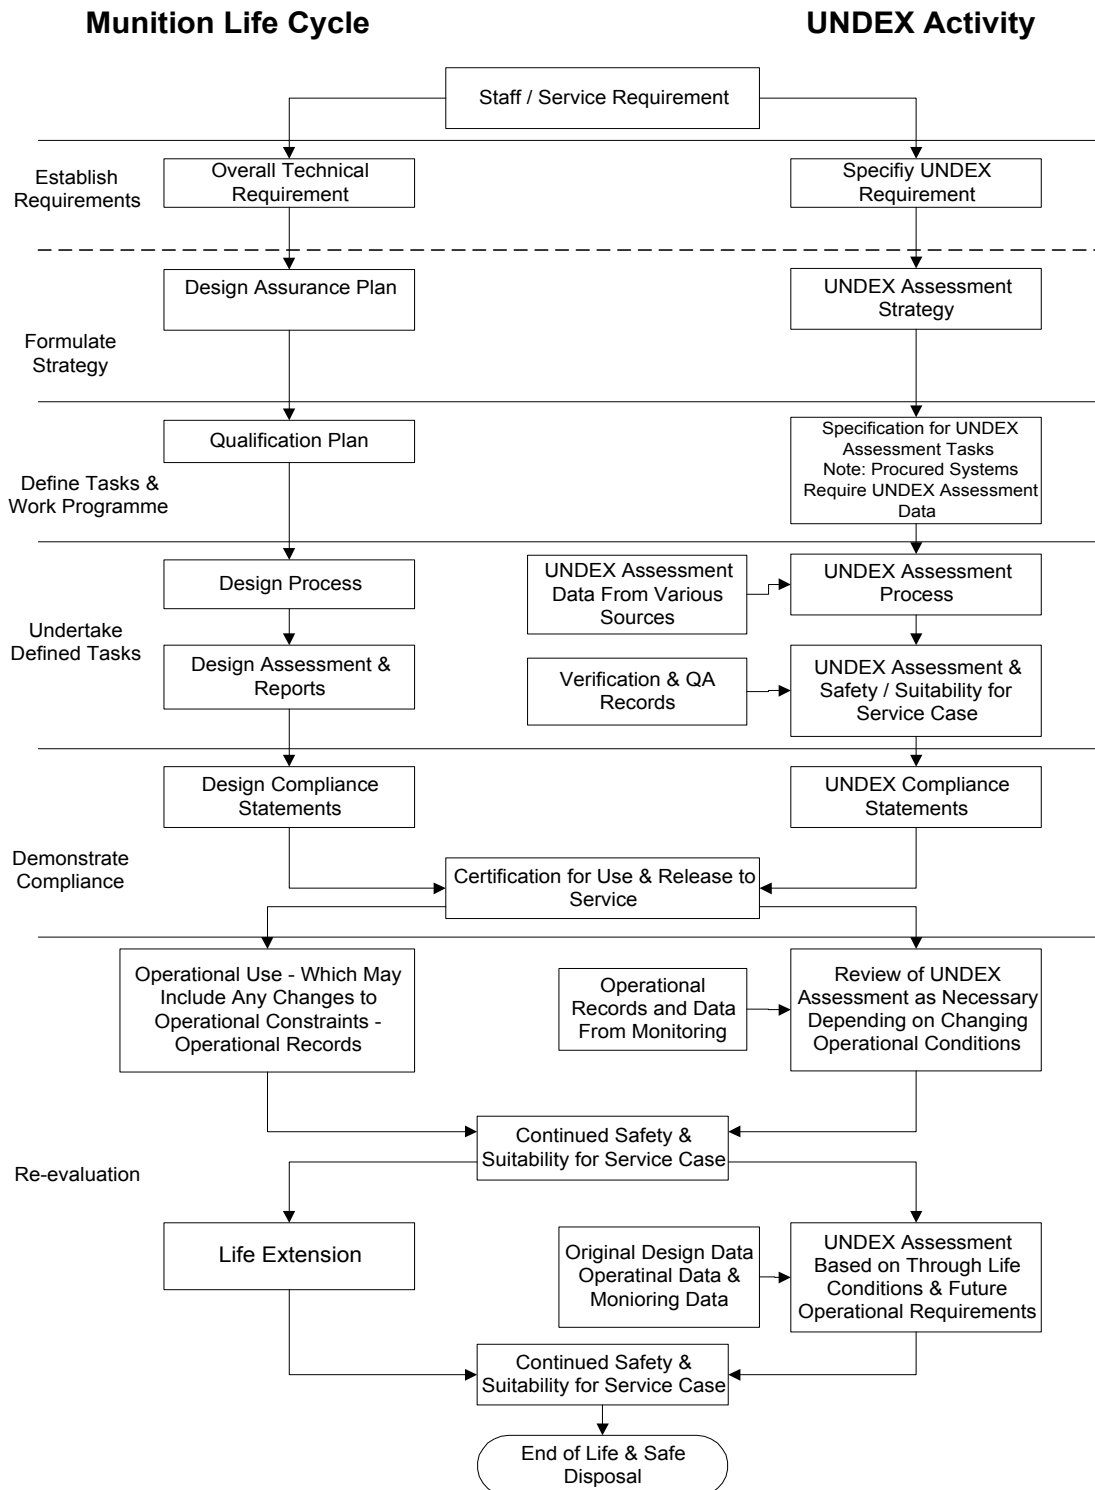 Munition Life Cycle
UNDEX Activity
Staff / Service Requirement
Establish
Requirements
Overall Technical
Requirement
Specifiy UNDEX
Requirement
Design Assurance Plan
UNDEX Assessment
Strategy
Formulate
Strategy
Qualification Plan
Specification for UNDEX
Assessment Tasks
Note: Procured Systems
Require UNDEX Assessment
Data
Define Tasks &
Work Programme
Design Process
UNDEX Assessment
Data From Various
Sources
UNDEX Assessment
Process
Undertake
Defined Tasks
Design Assessment &
Reports
Verification & QA
Records
UNDEX Assessment &
Safety / Suitability for
Service Case
Design Compliance
Statements
UNDEX Compliance
Statements
Demonstrate
Compliance
Certification for Use & Release to
Service
Operational Use - Which May
Include Any Changes to
Operational Constraints -
Operational Records
Operational
Records and Data
From Monitoring
Review of UNDEX
Assessment as Necessary
Depending on Changing
Operational Conditions
Continued Safety &
Suitability for Service Case
Re-evaluation
Life Extension
Original Design Data
Operatinal Data &
Monioring Data
UNDEX Assessment
Based on Through Life
Conditions & Future
Operational Requirements
Continued Safety &
Suitability for Service Case
End of Life & Safe
Disposal